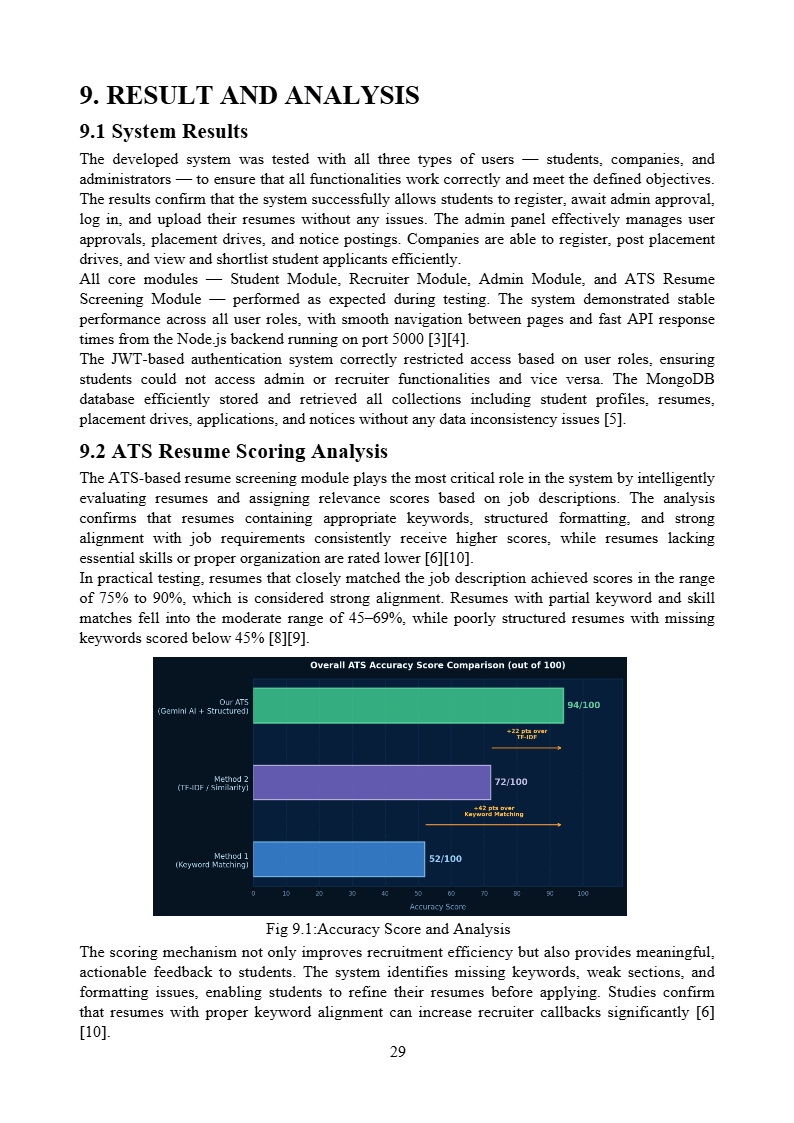 9. RESULT AND ANALYSIS
9.1 System Results
The developed system was tested with all three types of users — students, companies, and
administrators — to ensure that all functionalities work correctly and meet the defined objectives.
The results confirm that the system successfully allows students to register, await admin approval,
log in, and upload their resumes without any issues. The admin panel effectively manages user
approvals, placement drives, and notice postings. Companies are able to register, post placement
drives, and view and shortlist student applicants efficiently.
All core modules — Student Module, Recruiter Module, Admin Module, and ATS Resume
Screening Module — performed as expected during testing. The system demonstrated stable
performance across all user roles, with smooth navigation between pages and fast API response
times from the Node.js backend running on port 5000 [3][4].
The JWT-based authentication system correctly restricted access based on user roles, ensuring
students could not access admin or recruiter functionalities and vice versa. The MongoDB
database efficiently stored and retrieved all collections including student profiles, resumes,
placement drives, applications, and notices without any data inconsistency issues [5].
9.2 ATS Resume Scoring Analysis
The ATS-based resume screening module plays the most critical role in the system by intelligently
evaluating resumes and assigning relevance scores based on job descriptions. The analysis
confirms that resumes containing appropriate keywords, structured formatting, and strong
alignment with job requirements consistently receive higher scores, while resumes lacking
essential skills or proper organization are rated lower [6][10].
In practical testing, resumes that closely matched the job description achieved scores in the range
of 75% to 90%, which is considered strong alignment. Resumes with partial keyword and skill
matches fell into the moderate range of 45–69%, while poorly structured resumes with missing
keywords scored below 45% [8][9].
Overall ATS Accuracy Score Comparison (out of 100)
Our ATS
(Gemini AI + Structured)
94/100
+22 pts over
TF-IDF
Method 2
(TF-IDF / Similarity)
72/100
+42 pts over
Keyword Matching
Method 1
(Keyword Matching)
52/100
0 10 20 30 40 50 60 70 80 90 100
Accuracy Score
Fig 9.1:Accuracy Score and Analysis
The scoring mechanism not only improves recruitment efficiency but also provides meaningful,
actionable feedback to students. The system identifies missing keywords, weak sections, and
formatting issues, enabling students to refine their resumes before applying. Studies confirm
that resumes with proper keyword alignment can increase recruiter callbacks significantly [6]
[10].
29